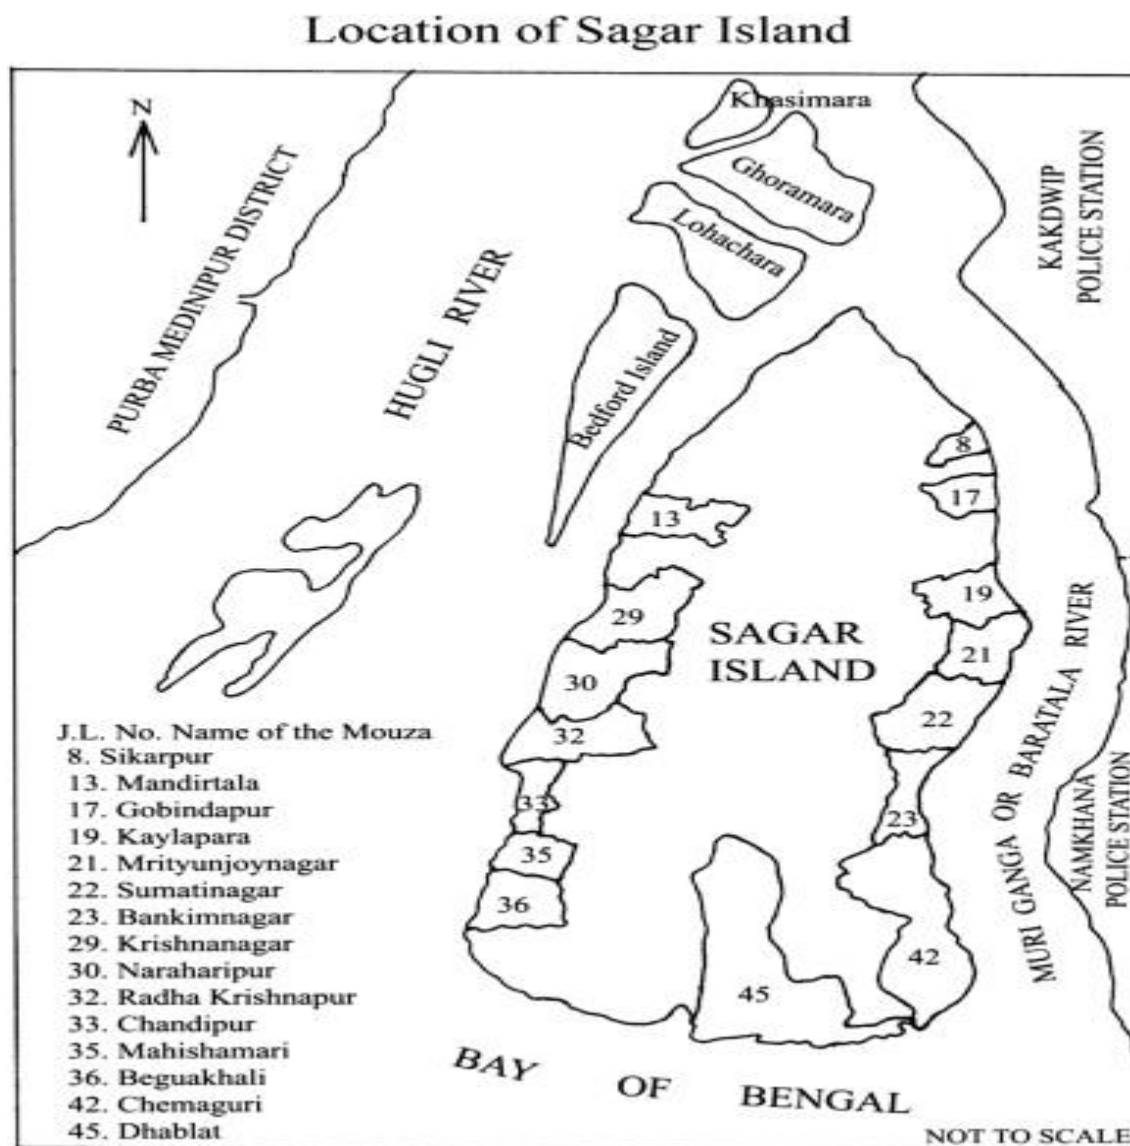 Location of Sagar Island
N
Khasimara
Ghoramara
Lohachara
Bedford Island
PURBA MEDINIPUR DISTRICT
HUGLI RIVER
KAKDWIP
POLICE STATION
8
17
13
19
29
SAGAR
ISLAND
21
30
22
32
33
23
35
36
42
45
MURI GANGA OR BARATALA RIVER
NAMKHANA
POLICE STATION
J.L. No. Name of the Mouza
8. Sikarpur
13. Mandirtala
17. Gobindapur
19. Kaylapara
21. Mrityunjoynagar
22. Sumatinagar
23. Bankimnagar
29. Krishnanagar
30. Naraharipur
32. Radha Krishnapur
33. Chandipur
35. Mahishamari
36. Beguakhali
42. Chemaguri
45. Dhablat
BAY OF BENGAL
NOT TO SCALE